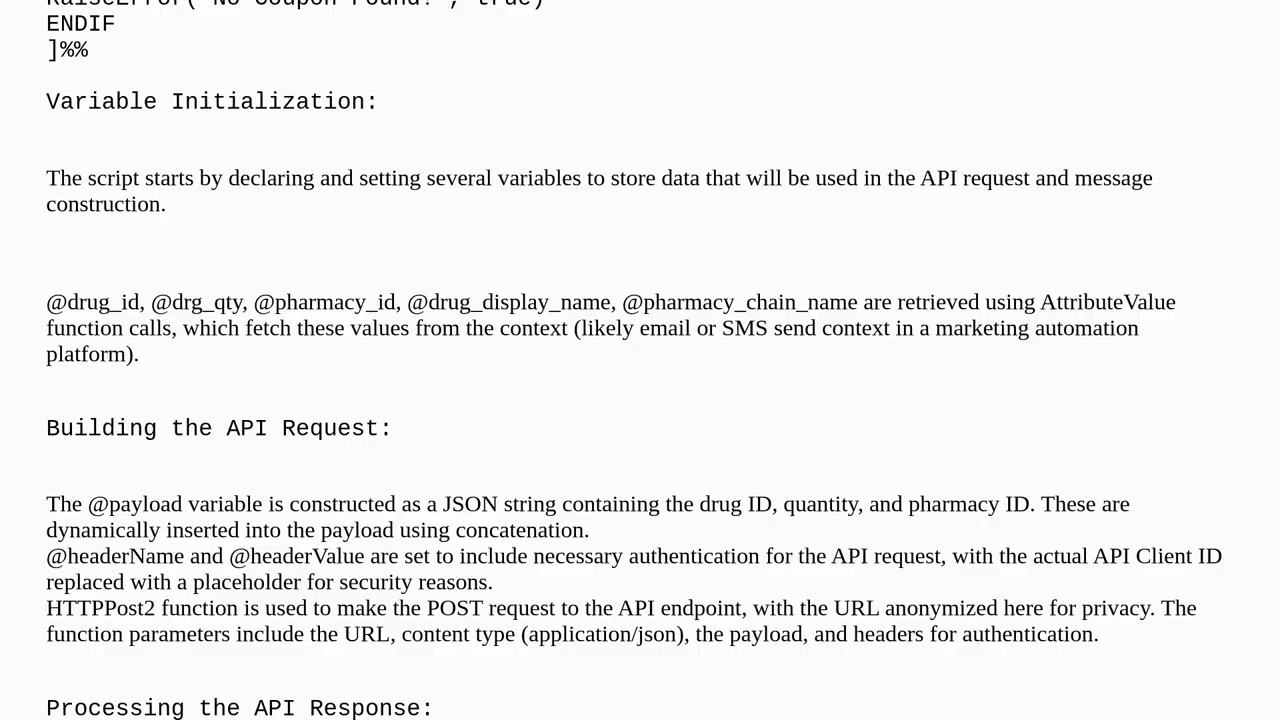 RaiseError("No Coupon Found!", true)
ENDIF
]%%
Variable Initialization:
The script starts by declaring and setting several variables to store data that will be used in the API request and message
construction.
@drug_id, @drg_qty, @pharmacy_id, @drug_display_name, @pharmacy_chain_name are retrieved using AttributeValue
function calls, which fetch these values from the context (likely email or SMS send context in a marketing automation
platform).
Building the API Request:
The @payload variable is constructed as a JSON string containing the drug ID, quantity, and pharmacy ID. These are
dynamically inserted into the payload using concatenation.
@headerName and @headerValue are set to include necessary authentication for the API request, with the actual API Client ID
replaced with a placeholder for security reasons.
HTTPPost2 function is used to make the POST request to the API endpoint, with the URL anonymized here for privacy. The
function parameters include the URL, content type (application/json), the payload, and headers for authentication.
Processing the API Response: